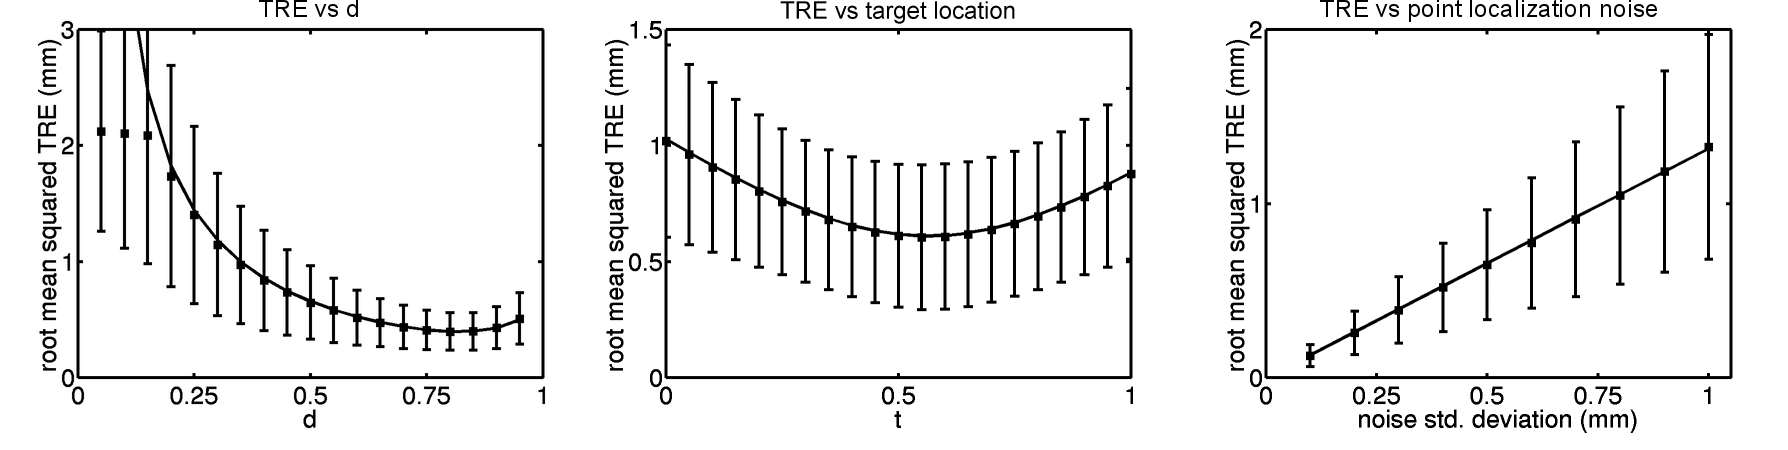 TRE vs d
root mean squared TRE (mm)
3
2
1
0
0
0.25
0.5
0.75
1
d
TRE vs target location
root mean squared TRE (mm)
1.5
1
0.5
0
0
0.5
1
t
TRE vs point localization noise
root mean squared TRE (mm)
2
1
0
0
0.25
0.5
0.75
1
noise std. deviation (mm)